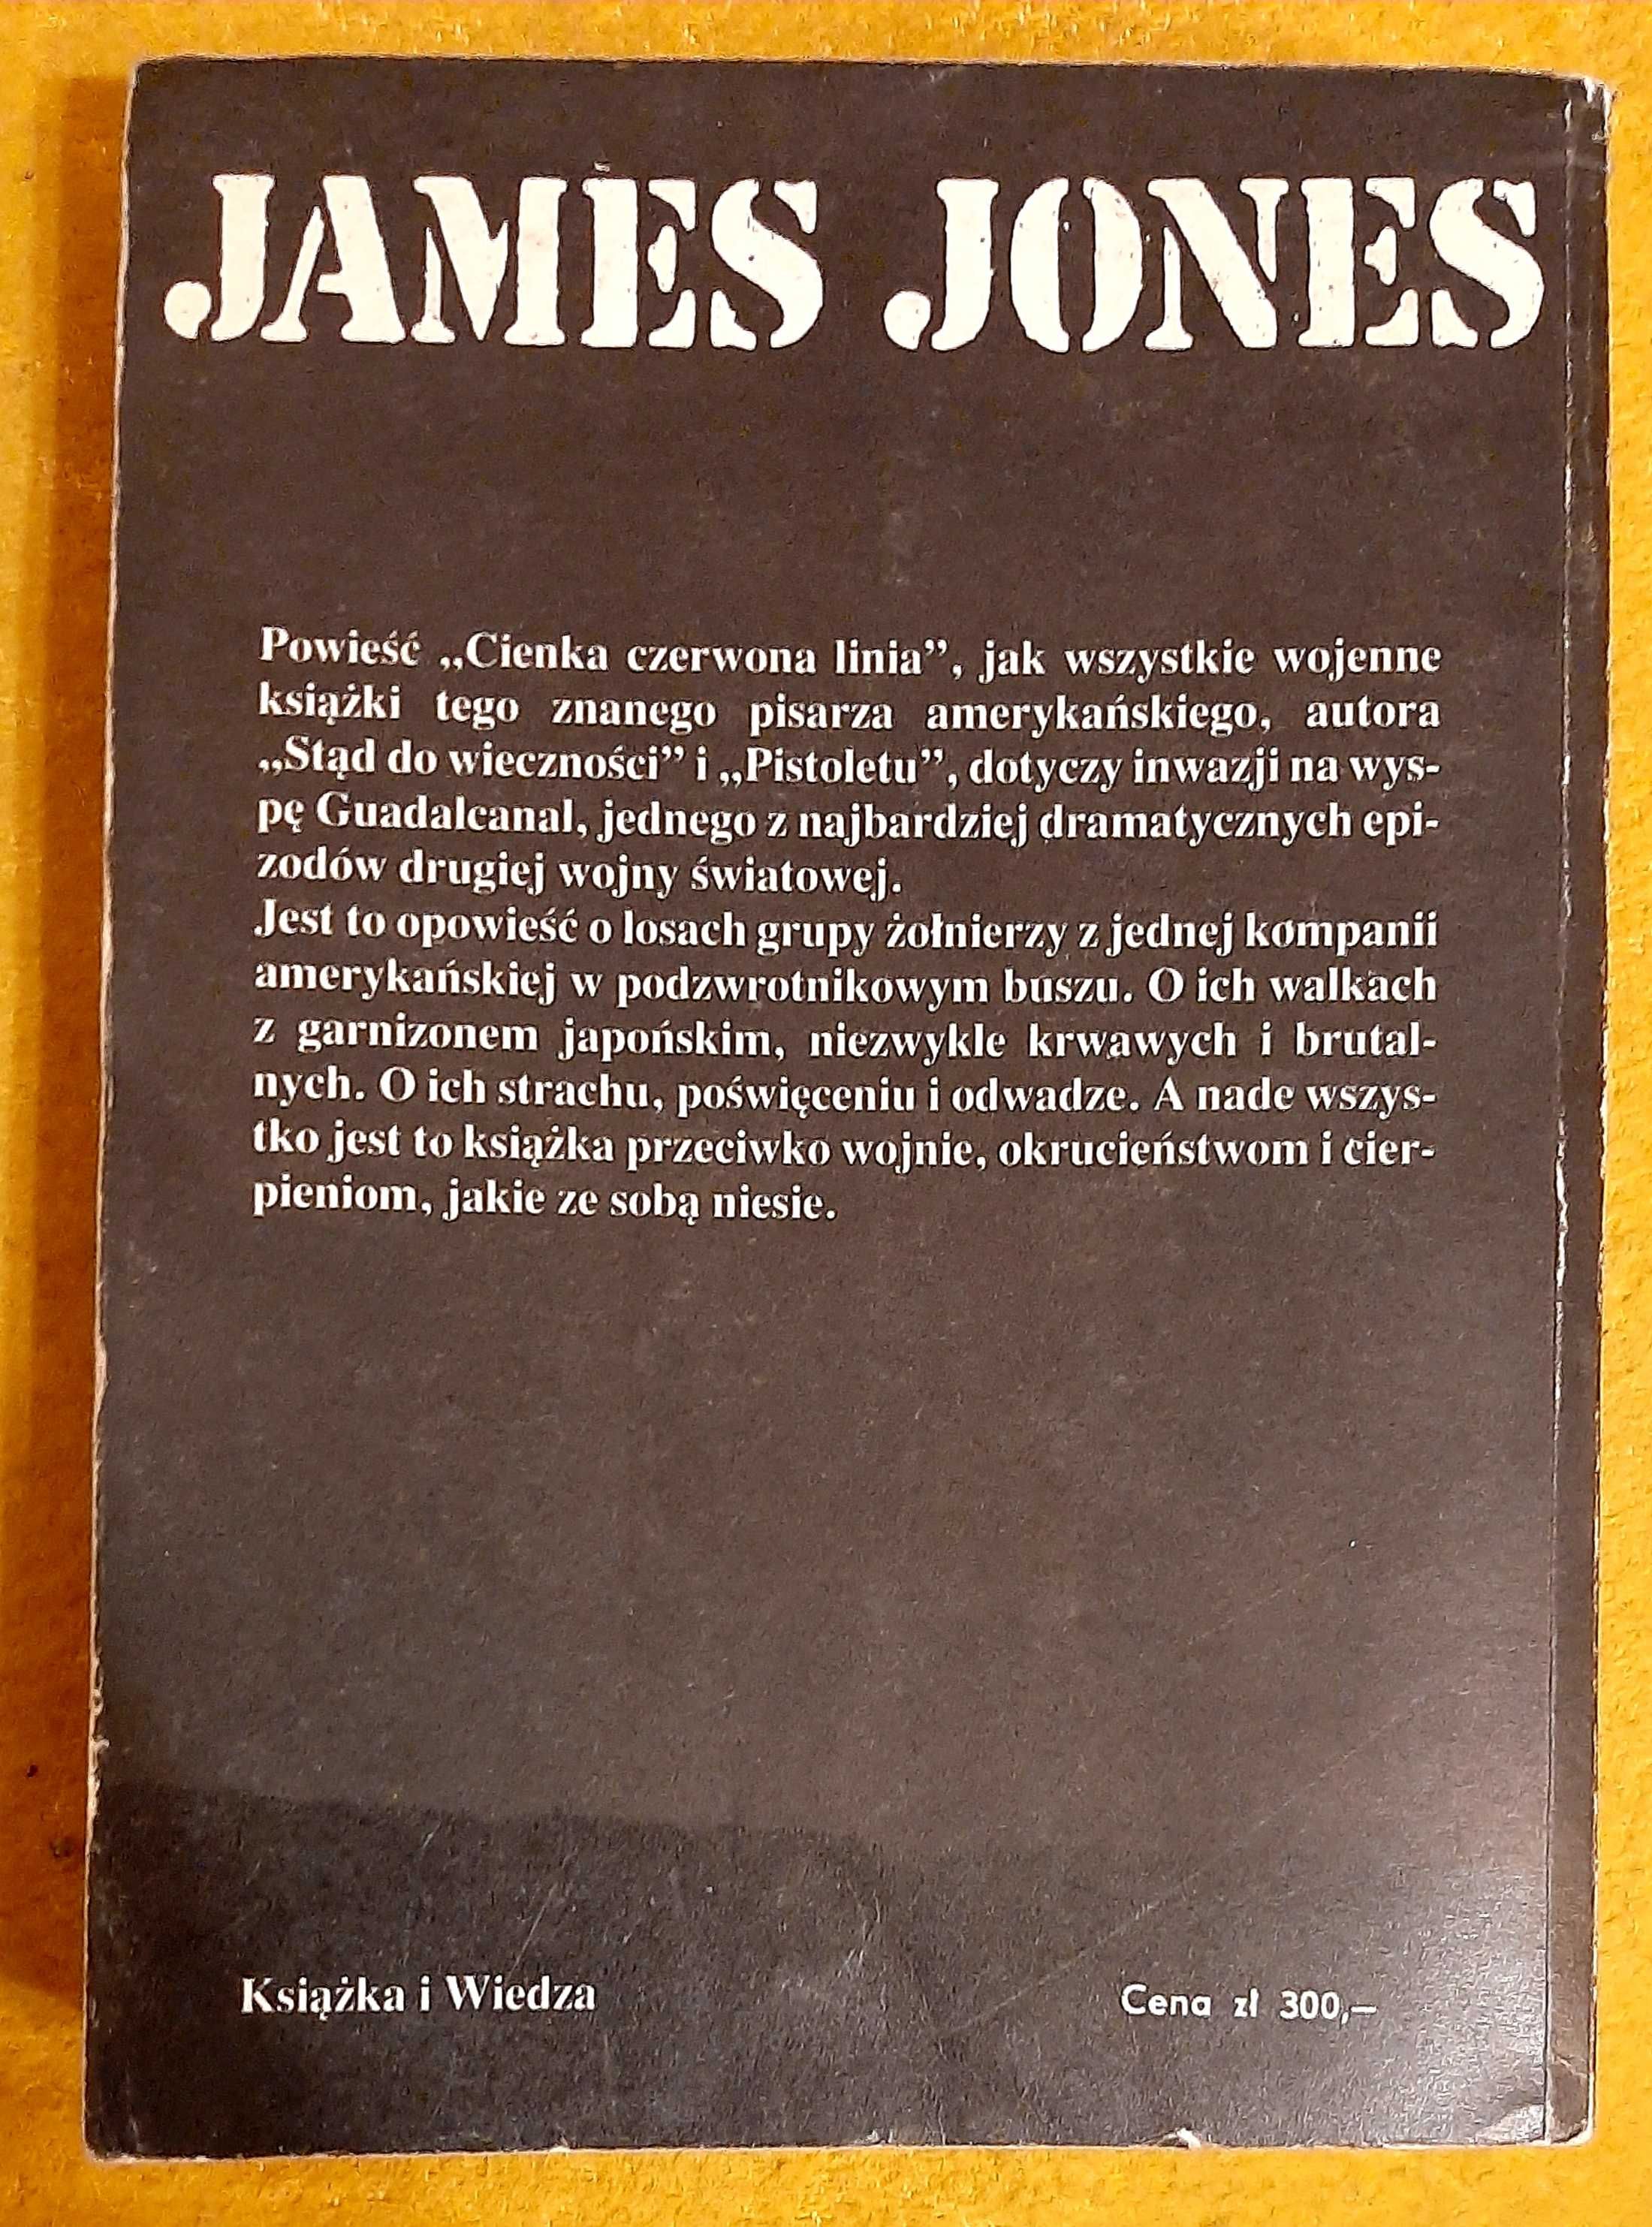 JAMES JONES
Powieść „Cienka czerwona linia”, jak wszystkie wojenne
książki tego znanego pisarza amerykańskiego, autora
„Stąd do wieczności” i „Pistoletu”, dotyczy inwazji na wys-
pę Guadalcanal, jednego z najbardziej dramatycznych epi-
zodów drugiej wojny światowej.
Jest to opowieść o losach grupy żołnierzy z jednej kompanii
amerykańskiej w podzwrotnikowym buszu. O ich walkach
z garnizonem japońskim, niezwykle krwawych i brutal-
nych. O ich strachu, poświęceniu i odwadze. A nade wszys-
tko jest to książka przeciwko wojnie, okrucieństwom i cier-
pieniom, jakie ze sobą niesie.
Książka i Wiedza
Cena zł 300,—